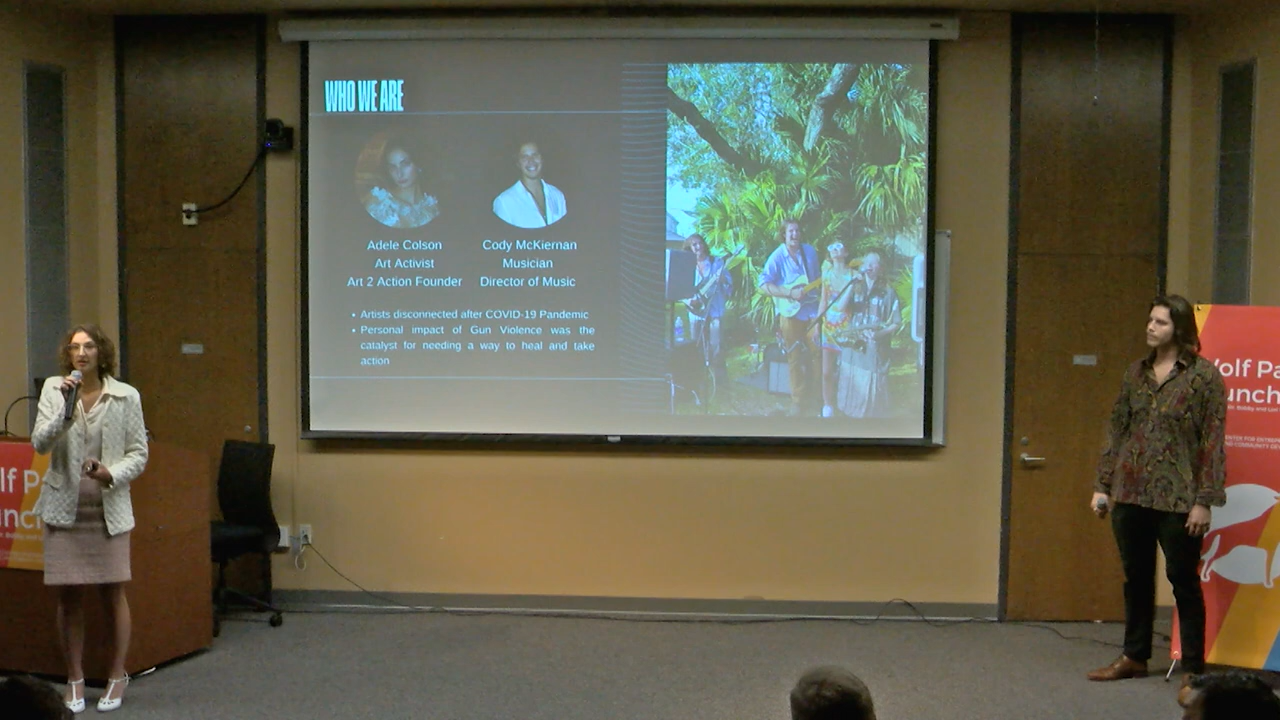 WHO WE ARE
Adele Colson
Art Activist
Art 2 Action Founder
Cody McKiernan
Musician
Director of Music
• Artists disconnected after COVID-19 Pandemic
• Personal impact of Gun Violence was the
catalyst for needing a way to heal and take
action
olf Pa
unch